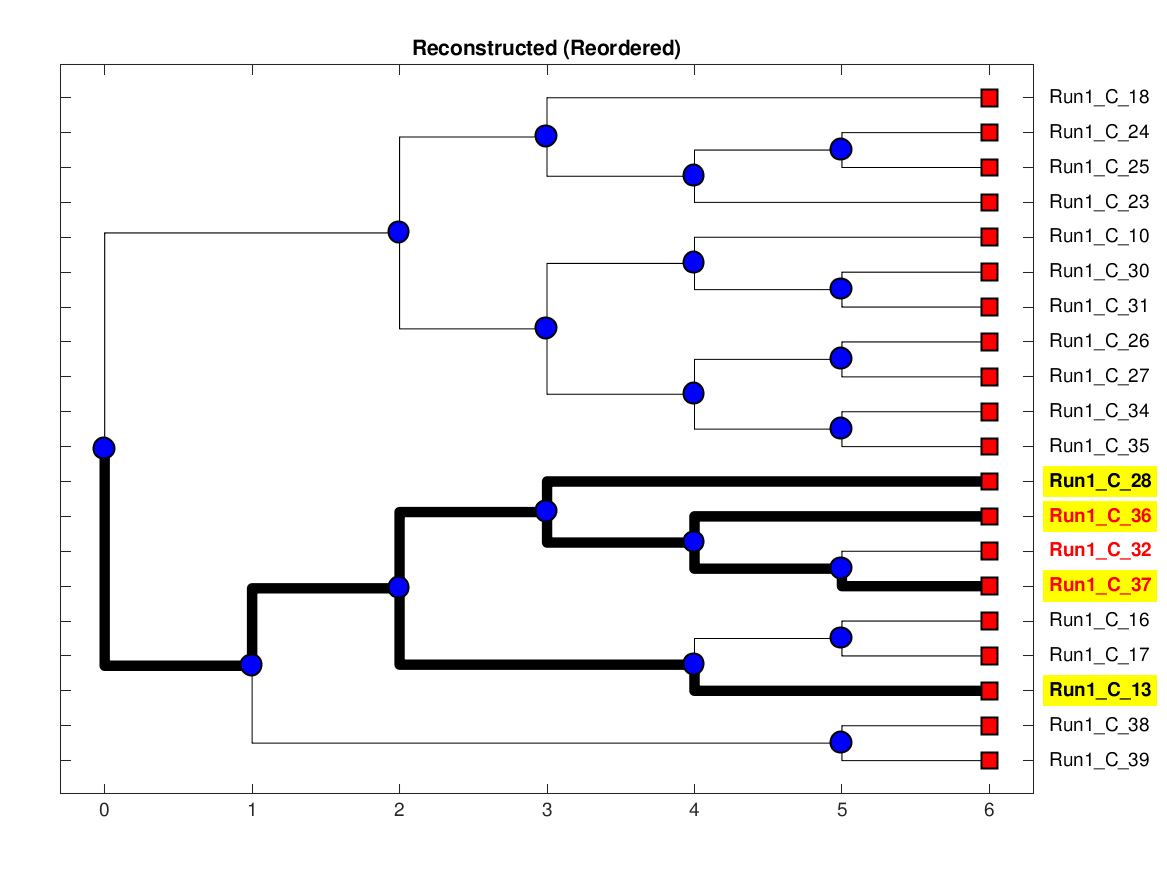 Reconstructed (Reordered)
Run1_C_18
Run1_C_24
Run1_C_25
Run1_C_23
Run1_C_10
Run1_C_30
Run1_C_31
Run1_C_26
Run1_C_27
Run1_C_34
Run1_C_35
Run1_C_28
Run1_C_36
Run1_C_32
Run1_C_37
Run1_C_16
Run1_C_17
Run1_C_13
Run1_C_38
Run1_C_39
0 1 2 3 4 5 6